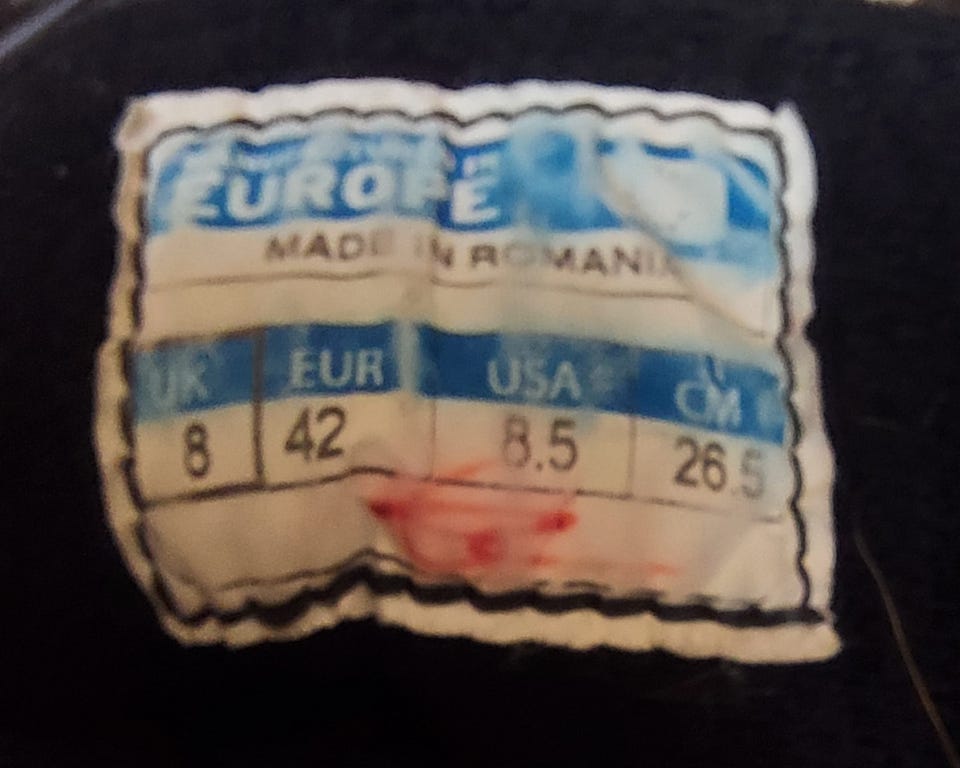 EUROPE
MADE IN ROMANIA
UK EUR USA CM
8 42 8.5 26.5